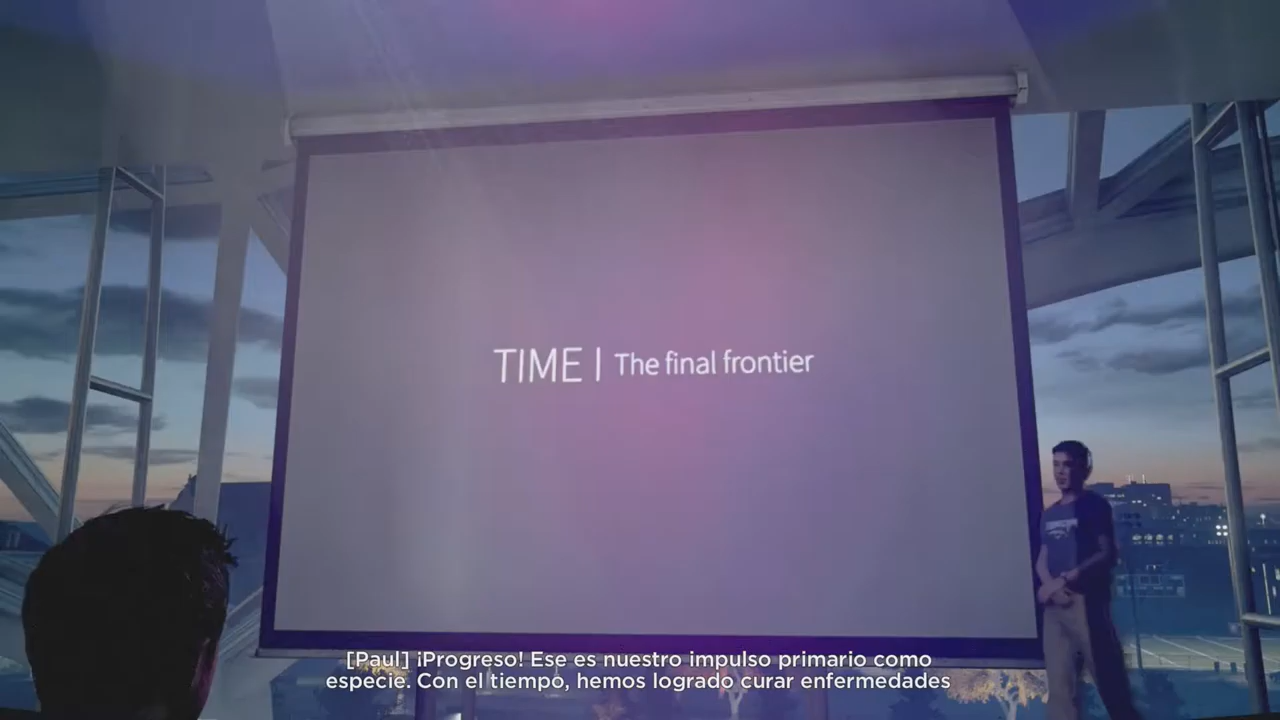 TIME | The final frontier
[Paul] ¡Progreso! Ese es nuestro impulso primario como
especie. Con el tiempo, hemos logrado curar enfermedades